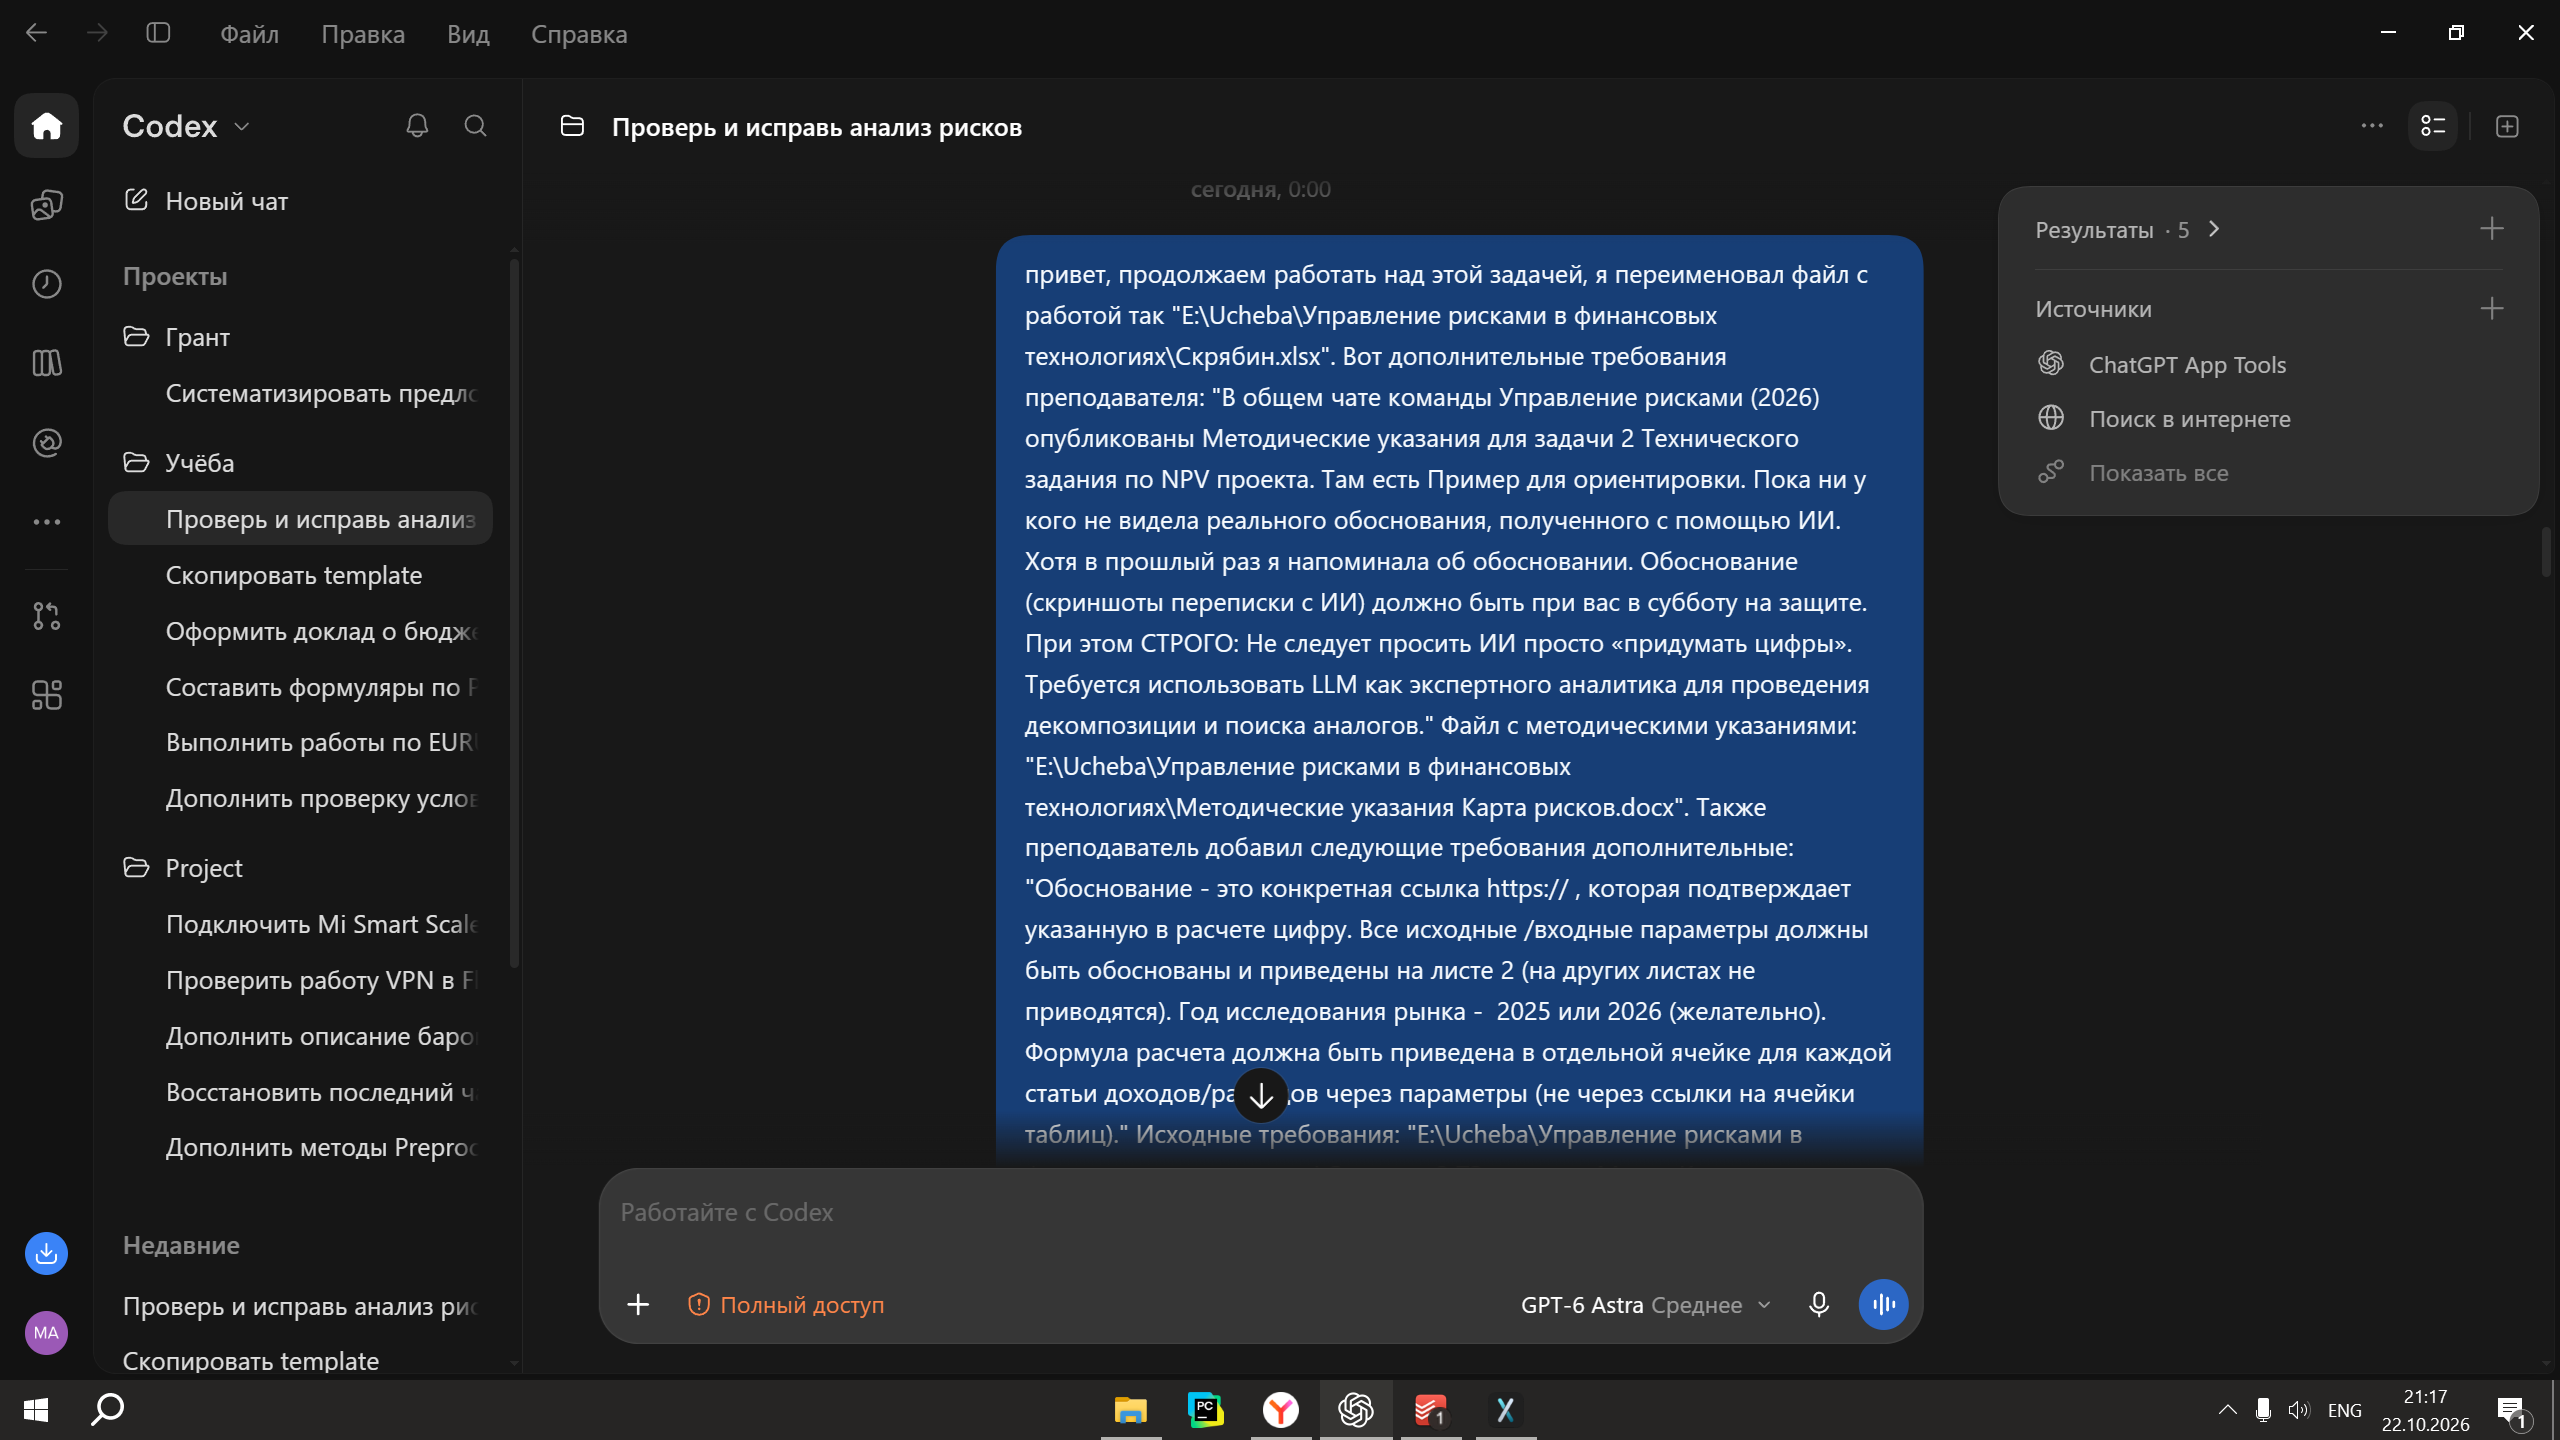 Файл Правка Вид Справка
Codex
Новый чат
Проекты
Грант
Систематизировать предло
Учёба
Проверь и исправь анализ
Скопировать template
Оформить доклад о бюдже
Составить формуляры по Р
Выполнить работы по EURU
Дополнить проверку услов
Project
Подключить Mi Smart Scale
Проверить работу VPN в Fl
Дополнить описание баро
Восстановить последний ч
Дополнить методы Preproc
Недавние
Проверь и исправь анализ рис
Скопировать template
MA
Проверь и исправь анализ рисков
сегодня, 0:00
привет, продолжаем работать над этой задачей, я переименовал файл с
работой так "E:\Ucheba\Управление рисками в финансовых
технологиях\Скрябин.xlsx". Вот дополнительные требования
преподавателя: "В общем чате команды Управление рисками (2026)
опубликованы Методические указания для задачи 2 Технического
задания по NPV проекта. Там есть Пример для ориентировки. Пока ни у
кого не видела реального обоснования, полученного с помощью ИИ.
Хотя в прошлый раз я напоминала об обосновании. Обоснование
(скриншоты переписки с ИИ) должно быть при вас в субботу на защите.
При этом СТРОГО: Не следует просить ИИ просто «придумать цифры».
Требуется использовать LLM как экспертного аналитика для проведения
декомпозиции и поиска аналогов." Файл с методическими указаниями:
"E:\Ucheba\Управление рисками в финансовых
технологиях\Методические указания Карта рисков.docx". Также
преподаватель добавил следующие требования дополнительные:
"Обоснование - это конкретная ссылка https:// , которая подтверждает
указанную в расчете цифру. Все исходные /входные параметры должны
быть обоснованы и приведены на листе 2 (на других листах не
приводятся). Год исследования рынка - 2025 или 2026 (желательно).
Формула расчета должна быть приведена в отдельной ячейке для каждой
статьи доходов/ра ов через параметры (не через ссылки на ячейки
таблиц)." Исходные требования: "E:\Ucheba\Управление рисками в
Работайте с Codex
Полный доступ
GPT-6 Astra Среднее
Результаты · 5
Источники
ChatGPT App Tools
Поиск в интернете
Показать все
PC
1
ENG
21:17
22.10.2026
1